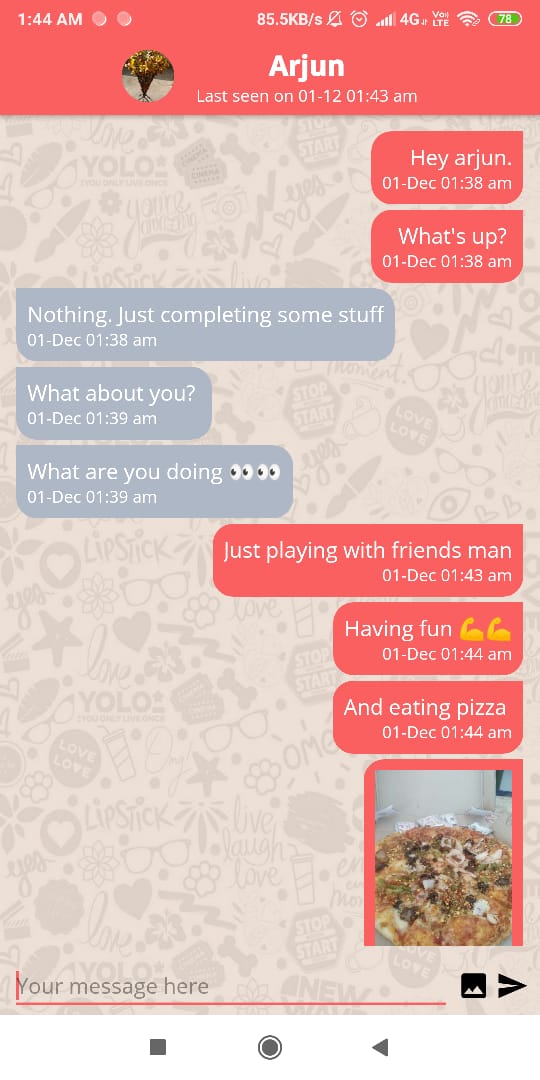 1:44 AM 85.5KB/s 4G Vo) LTE 78
Arjun
Last seen on 01-12 01:43 am
Hey arjun.
01-Dec 01:38 am
What's up?
01-Dec 01:38 am
Nothing. Just completing some stuff
01-Dec 01:38 am
What about you?
01-Dec 01:39 am
What are you doing 👀👀
01-Dec 01:39 am
Just playing with friends man
01-Dec 01:43 am
Having fun 💪💪
01-Dec 01:44 am
And eating pizza
01-Dec 01:44 am
Your message here